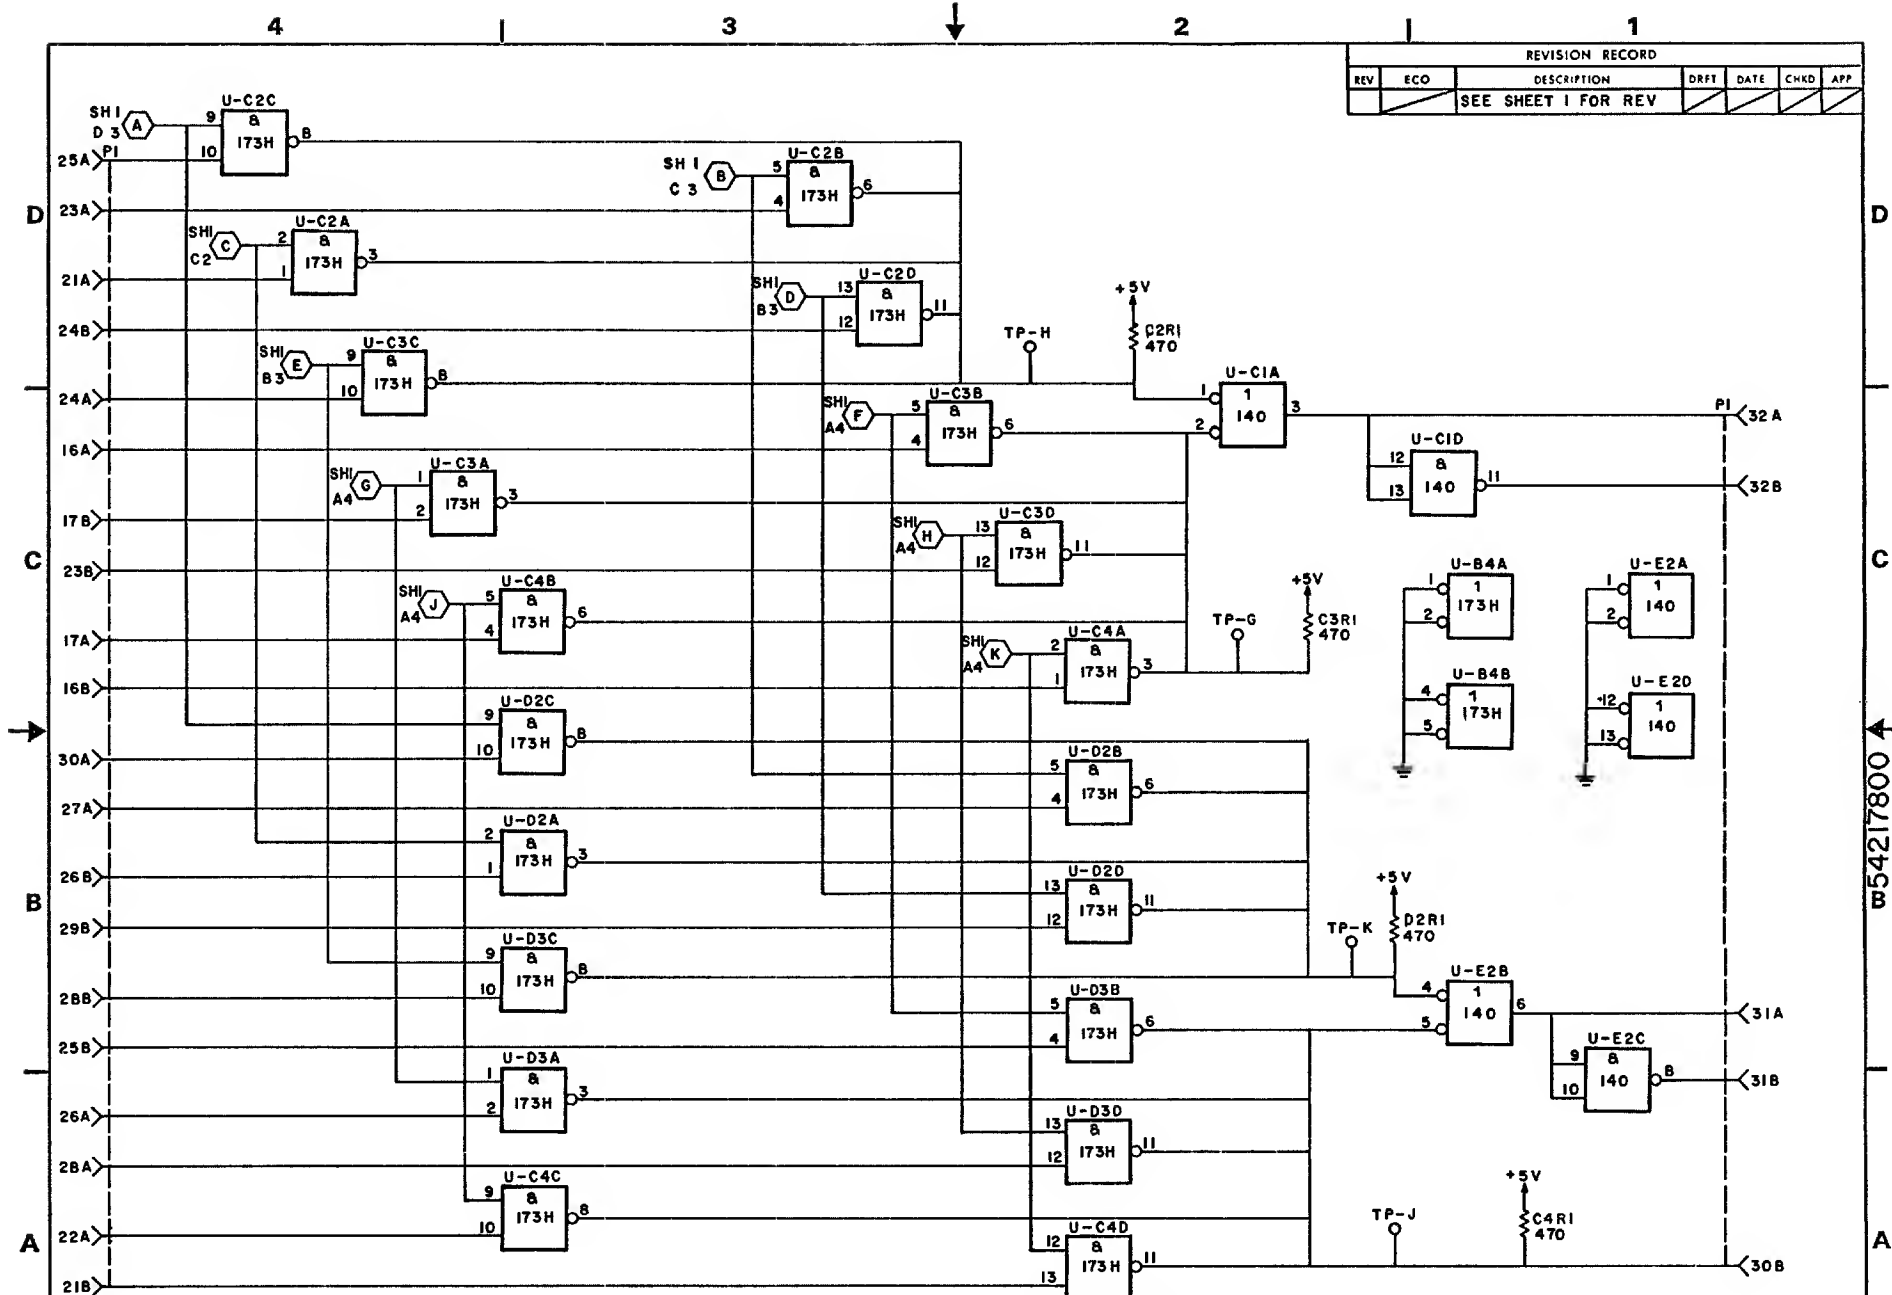 4 3 2 1
REVISION RECORD
REV ECO DESCRIPTION DRFT DATE CHKD APP
SEE SHEET 1 FOR REV
U-C2C
SH1 A 9 & 8
D3 173H
25A P1 10
U-C2B
SH1 B 5 & 6
C3 173H
D 23A 4 D
U-C2A
SH1 C 2 & 3
C2 173H
21A 1
U-C2D
SH1 D 13 & 11
B3 173H
24B 12
+5V
TP-H C2R1
470
U-C3C
SH1 E 9 & 8
B3 173H
24A 10
U-C1A
1 1 3
2 140
P1 32A
U-C3B
SH1 F 5 & 6
A4 173H
16A 4
U-C1D
12 & 11
13 140
32B
U-C3A
SH1 G 1 & 3
A4 173H
17B 2
U-C3D
SH1 H 13 & 11
A4 173H
C 23B 12 C
U-B4A U-E2A
1 1 1 1
2 173H 2 140
U-C4B
SH1 J 5 & 6
A4 173H
17A 4
+5V
TP-G C3R1
470
U-C4A
SH1 K 2 & 3
A4 173H
16B 1
U-B4B U-E2D
4 1 12 1
5 173H 13 140
U-D2C
9 & 8
30A 10 173H
U-D2B
5 & 6
27A 4 173H
B54217800
U-D2A
2 & 3
26B 1 173H
U-D2D
13 & 11
B 29B 12 173H
+5V
TP-K D2R1
470
U-D3C
9 & 8
28B 10 173H
U-E2B
4 1 6
5 140
31A
U-D3B
5 & 6
25B 4 173H
U-E2C
9 & 8
10 140
31B
U-D3A
1 & 3
26A 2 173H
U-D3D
13 & 11
28A 12 173H
U-C4C
9 & 8
A 22A 10 173H A
+5V
TP-J C4R1
470
U-C4D
12 & 11
21B 13 173H
30B